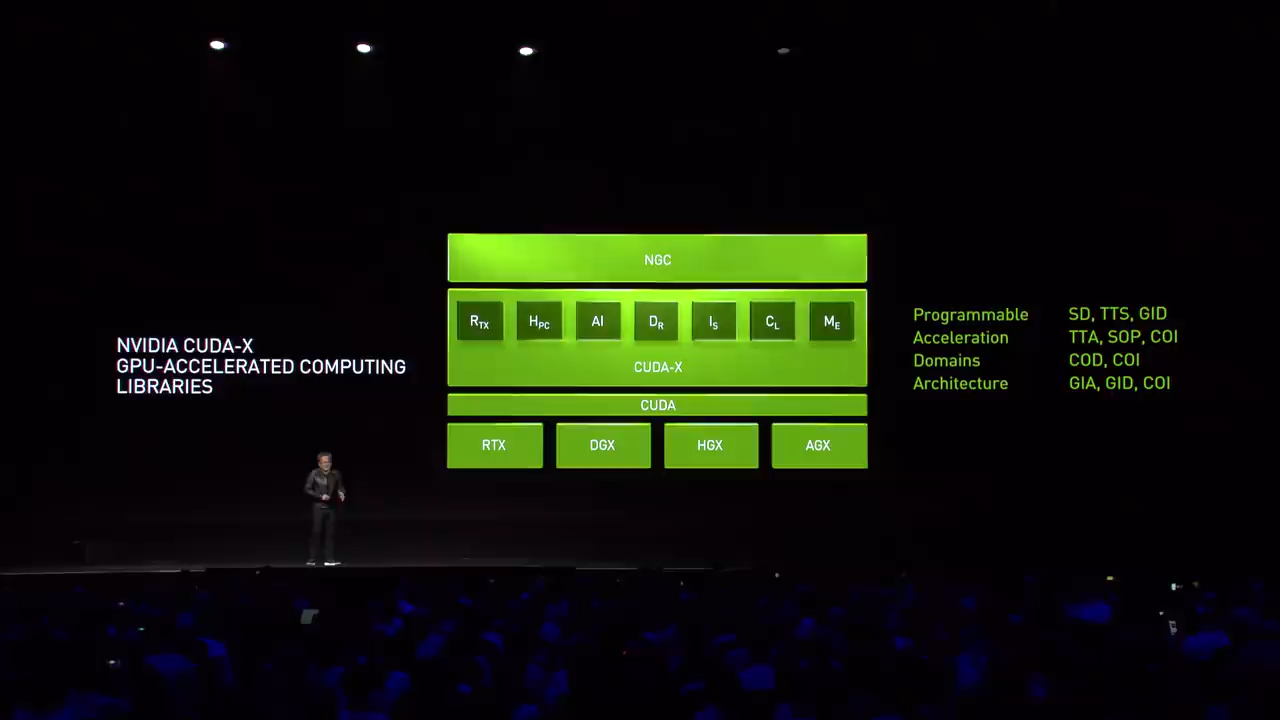 NVIDIA CUDA-X
GPU-ACCELERATED COMPUTING
LIBRARIES
NGC
RTX HPC AI DR IS CL ME
CUDA-X
CUDA
RTX DGX HGX AGX
Programmable SD, TTS, GID
Acceleration TTA, SOP, COI
Domains COD, COI
Architecture GIA, GID, COI